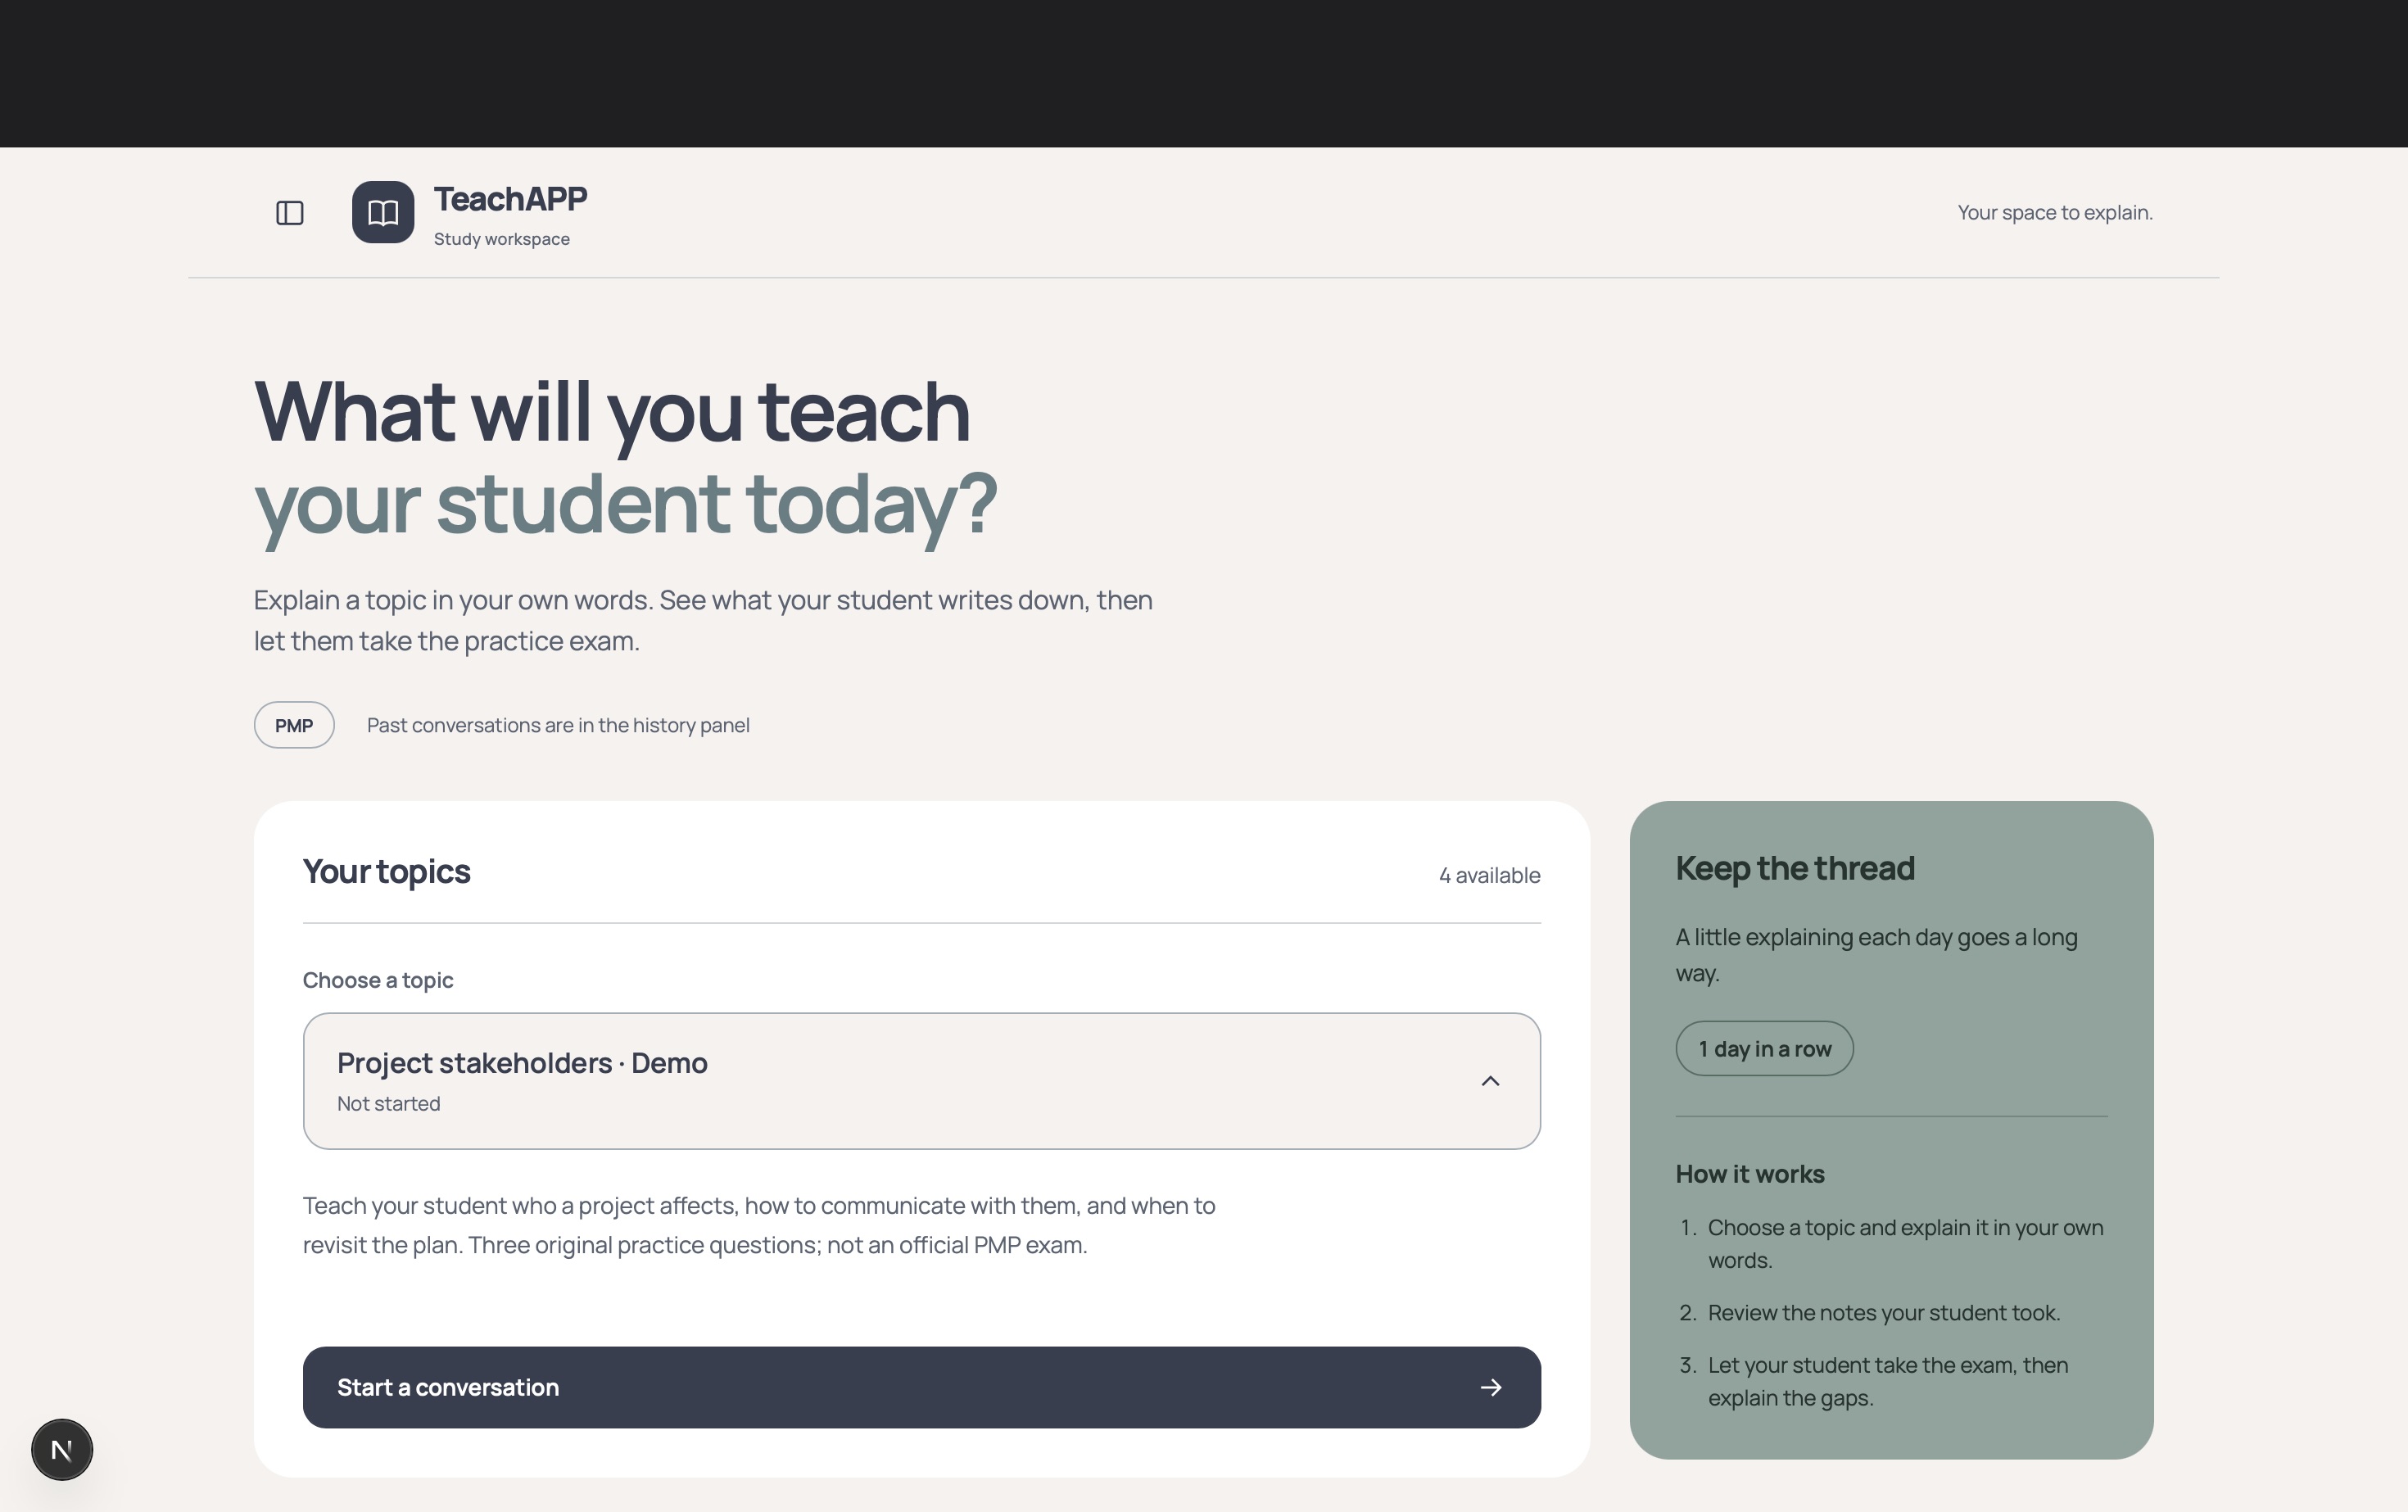 TeachAPP
Study workspace
Your space to explain.
What will you teach
your student today?
Explain a topic in your own words. See what your student writes down, then
let them take the practice exam.
PMP
Past conversations are in the history panel
Your topics
4 available
Choose a topic
Project stakeholders · Demo
Not started
Teach your student who a project affects, how to communicate with them, and when to
revisit the plan. Three original practice questions; not an official PMP exam.
Start a conversation
Keep the thread
A little explaining each day goes a long
way.
1 day in a row
How it works
1. Choose a topic and explain it in your own
words.
2. Review the notes your student took.
3. Let your student take the exam, then
explain the gaps.
N